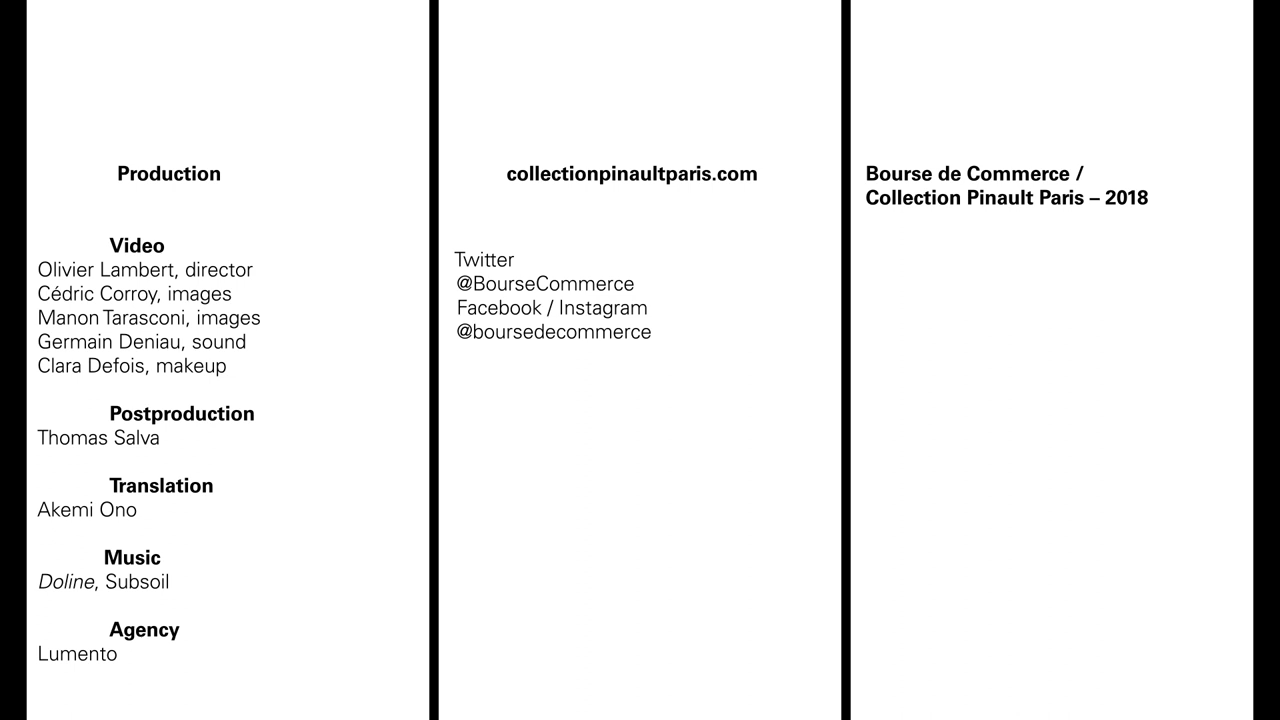 Production
Video
Olivier Lambert, director
Cédric Corroy, images
Manon Tarasconi, images
Germain Deniau, sound
Clara Defois, makeup
Postproduction
Thomas Salva
Translation
Akemi Ono
Music
Doline, Subsoil
Agency
Lumento
collectionpinaultparis.com
Twitter
@BourseCommerce
Facebook / Instagram
@boursedecommerce
Bourse de Commerce /
Collection Pinault Paris – 2018